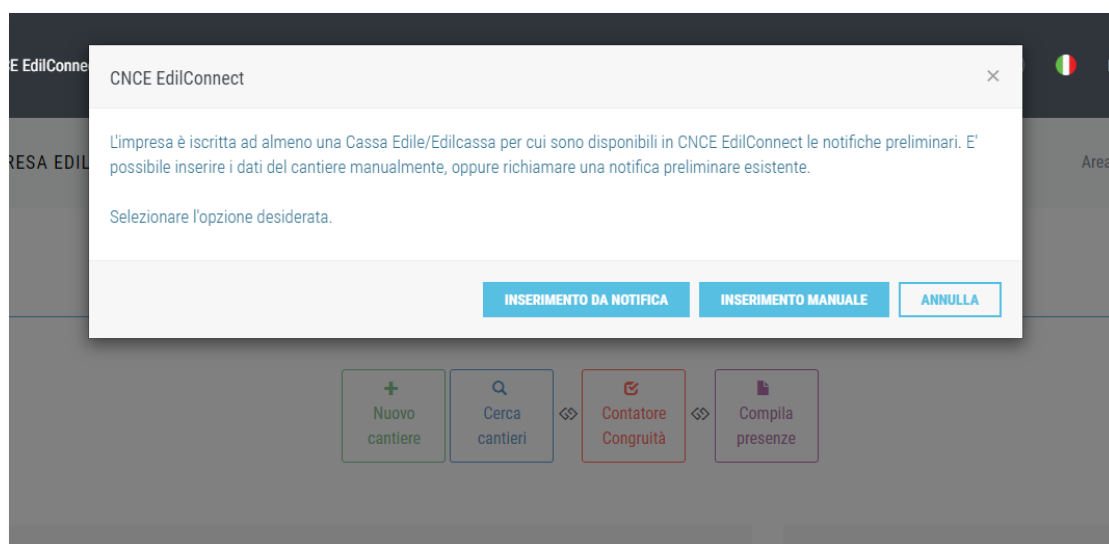 E EdilConne
CNCE EdilConnect
×
RESA EDIL
Area
L'impresa è iscritta ad almeno una Cassa Edile/Edilcassa per cui sono disponibili in CNCE EdilConnect le notifiche preliminari. E'
possibile inserire i dati del cantiere manualmente, oppure richiamare una notifica preliminare esistente.
Selezionare l'opzione desiderata.
INSERIMENTO DA NOTIFICA
INSERIMENTO MANUALE
ANNULLA
Nuovo
cantiere
Cerca
cantieri
Contatore
Congruità
Compila
presenze